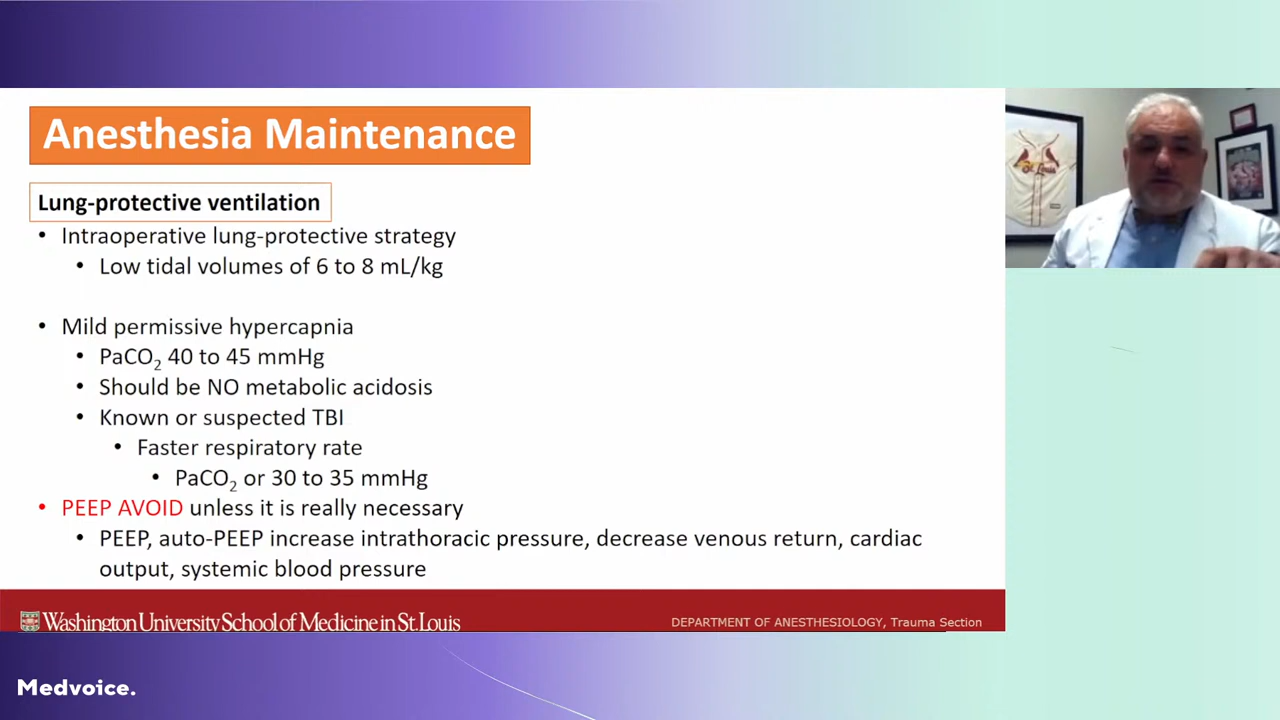 Anesthesia Maintenance
Lung-protective ventilation
• Intraoperative lung-protective strategy
• Low tidal volumes of 6 to 8 mL/kg
• Mild permissive hypercapnia
• PaCO₂ 40 to 45 mmHg
• Should be NO metabolic acidosis
• Known or suspected TBI
• Faster respiratory rate
• PaCO₂ or 30 to 35 mmHg
• PEEP AVOID unless it is really necessary
• PEEP, auto-PEEP increase intrathoracic pressure, decrease venous return, cardiac
output, systemic blood pressure
Washington University School of Medicine in St. Louis
DEPARTMENT OF ANESTHESIOLOGY, Trauma Section
St. Louis
Medvoice.